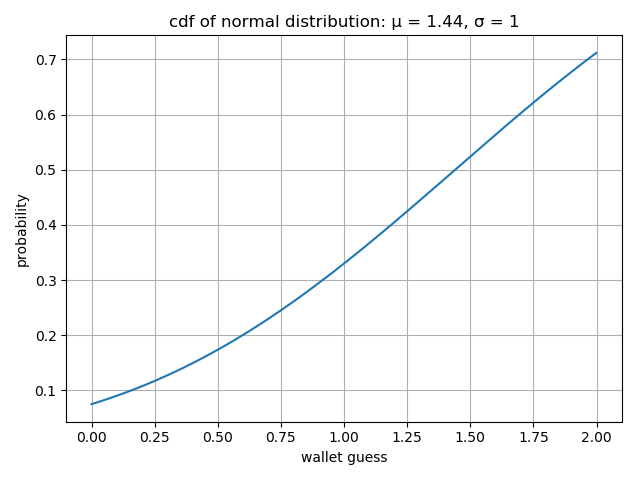 cdf of normal distribution: μ = 1.44, σ = 1
0.7
0.6
0.5
0.4
0.3
0.2
0.1
probability
0.00 0.25 0.50 0.75 1.00 1.25 1.50 1.75 2.00
wallet guess